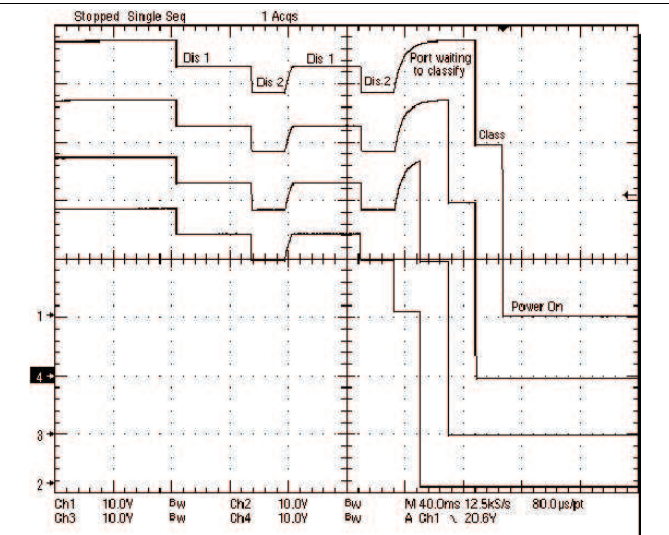 Stopped Single Seq 1 Acqs
Dis 1 Dis 2 Dis 1 Dis 2 Port waiting
to classify
Class
Power On
1
4
3
2
Ch1 10.0V Bw Ch2 10.0V Bw M 40.0ms 12.5kS/s 80.0µs/pt
Ch3 10.0V Bw Ch4 10.0V Bw A Ch1 ∖ 20.6V